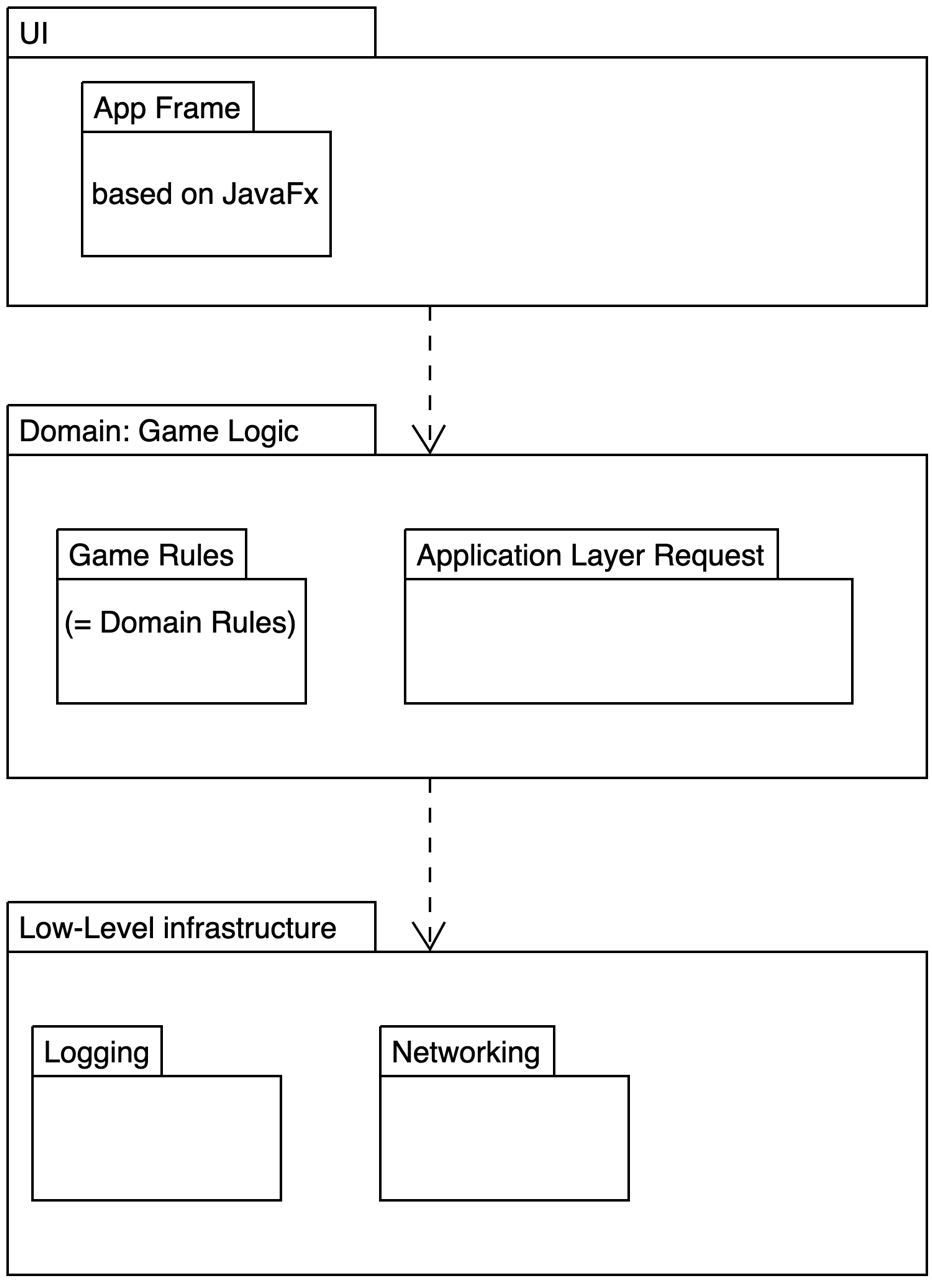 UI
App Frame
based on JavaFx
Domain: Game Logic
Game Rules
(= Domain Rules)
Application Layer Request
Low-Level infrastructure
Logging
Networking